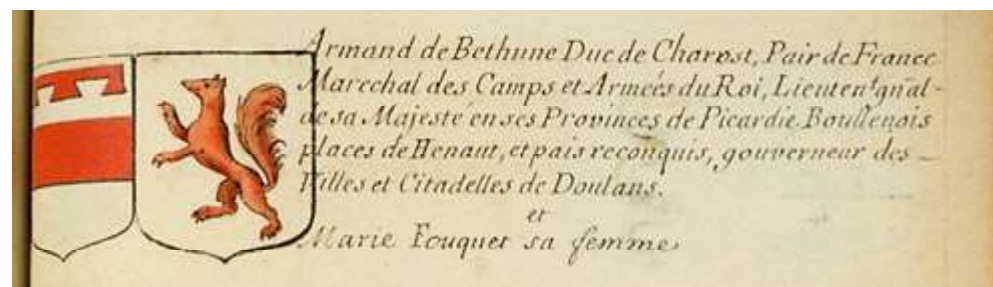 Armand de Bethune Duc de Charost, Pair de France
Marechal des Camps et Armées du Roi, Lieutent gnãl-
de sa Majesté en ses Provinces de Picardie Boullenois
places de Henaut, et pais reconquis, gouverneur des -
Villes et Citadelles de Doulans.
et
Marie Fouquet sa femme,